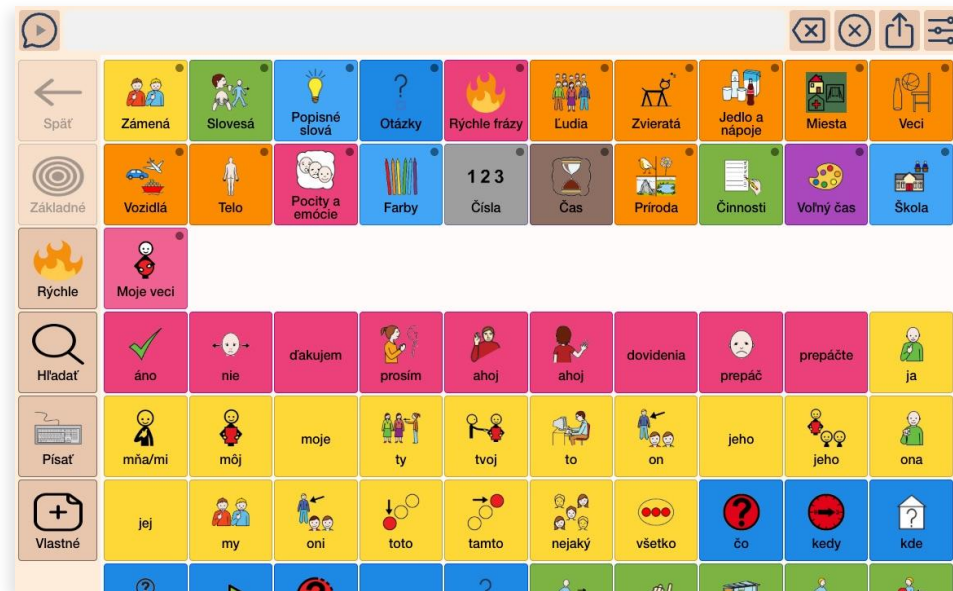 Späť
Zámená
Slovesá
Popisné
slová
?
Otázky
Rýchle frázy
Ľudia
Zvieratá
Jedlo a
nápoje
Miesta
Veci
Základné
Vozidlá
Telo
Pocity a
emócie
Farby
1 2 3
Čísla
Čas
Príroda
Činnosti
Voľný čas
Škola
Rýchle
Moje veci
Hľadať
áno
nie
ďakujem
prosím
ahoj
ahoj
dovidenia
prepáč
prepáčte
ja
Písať
mňa/mi
môj
moje
ty
tvoj
to
on
jeho
jeho
ona
Vlastné
jej
my
oni
toto
tamto
nejaký
všetko
?
čo
kedy
?
kde